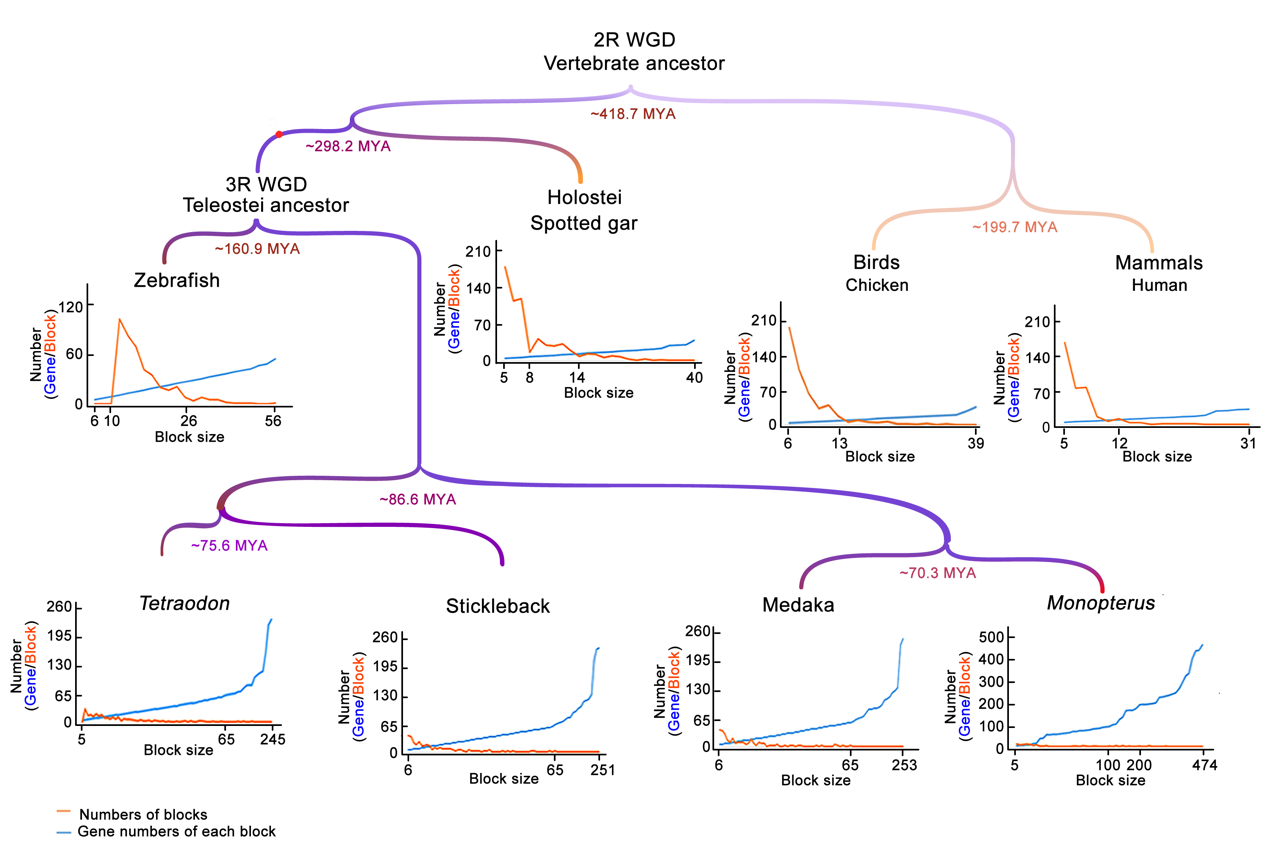 2R WGD
Vertebrate ancestor
~418.7 MYA
~298.2 MYA
3R WGD
Teleostei ancestor
Holostei
Spotted gar
~199.7 MYA
~160.9 MYA
Birds
Chicken
Mammals
Human
Zebrafish
Number
(Gene/Block)
120
60
0
6 10 26 56
Block size
Number
(Gene/Block)
210
140
70
0
5 8 14 40
Block size
Number
(Gene/Block)
210
140
70
0
6 13 39
Block size
Number
(Gene/Block)
210
140
70
0
5 12 31
Block size
~86.6 MYA
~75.6 MYA
~70.3 MYA
Tetraodon
Number
(Gene/Block)
260
195
130
65
0
5 65 245
Block size
Stickleback
Number
(Gene/Block)
260
195
130
65
0
6 65 251
Block size
Medaka
Number
(Gene/Block)
260
195
130
65
0
6 65 253
Block size
Monopterus
Number
(Gene/Block)
500
400
300
200
100
0
5 100 200 474
Block size
Numbers of blocks
Gene numbers of each block